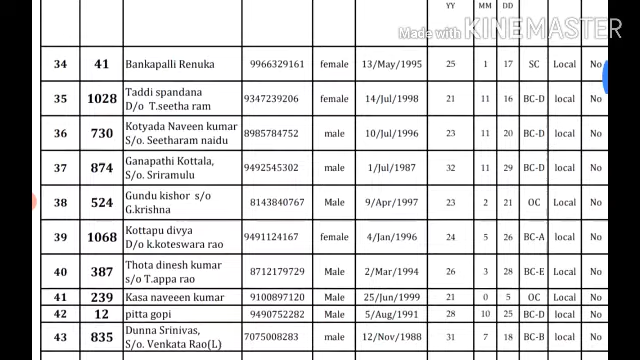 YY MM DD
Made with KINEMASTER
34 41 Bankapalli Renuka 9966329161 female 13/May/1995 25 1 17 SC Local No
35 1028 Taddi spandana D/o T.seetha ram 9347239206 female 14/Jul/1998 21 11 16 BC-D local No
36 730 Kotyada Naveen kumar S/o. Seetharam naidu 8985784752 male 10/Jul/1996 23 11 20 BC-D local No
37 874 Ganapathi Kottala, S/o. Sriramulu 9492545302 male 1/Jul/1987 32 11 29 BC-D local No
38 524 Gundu kishor s/o G.krishna 8143840767 Male 9/Apr/1997 23 2 21 OC Local No
39 1068 Kottapu divya D/o k.koteswara rao 9491124167 female 4/Jan/1996 24 5 26 BC-A local No
40 387 Thota dinesh kumar s/o T.appa rao 8712179729 Male 2/Mar/1994 26 3 28 BC-E Local No
41 239 Kasa naveeen kumar 9100897120 Male 25/Jun/1999 21 0 5 OC Local No
42 12 pitta gopi 9490752282 Male 5/Aug/1991 28 10 25 BC-D local No
43 835 Dunna Srinivas, S/o. Venkata Rao(L) 7075008283 male 12/Nov/1988 31 7 18 BC-B Local No